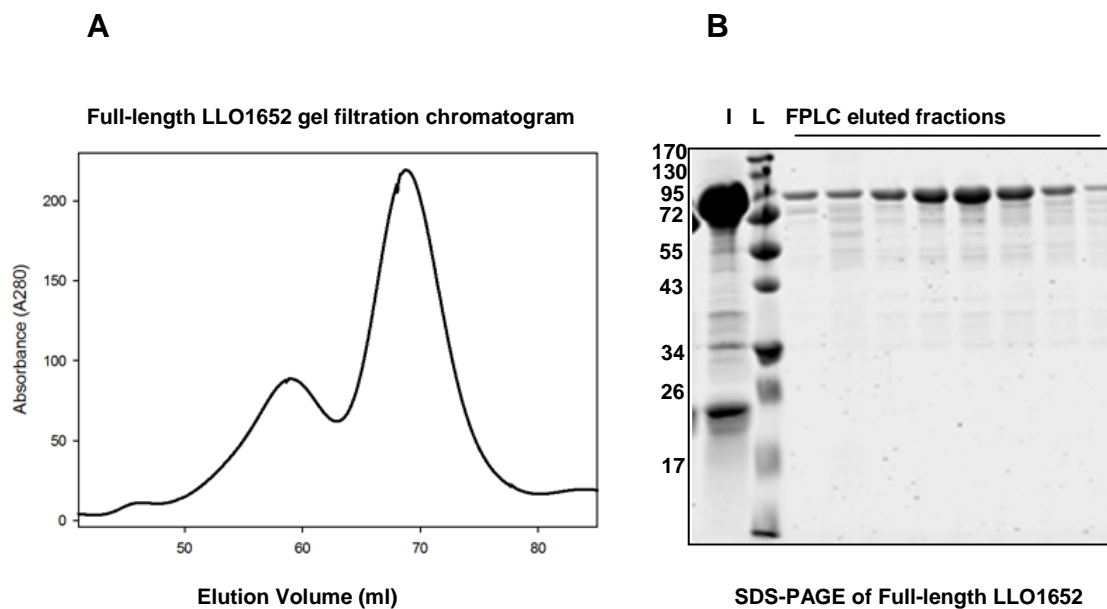 A
B
Full-length LLO1652 gel filtration chromatogram
I L FPLC eluted fractions
200
150
100
50
0
Absorbance (A280)
50 60 70 80
Elution Volume (ml)
170
130
95
72
55
43
34
26
17
SDS-PAGE of Full-length LLO1652